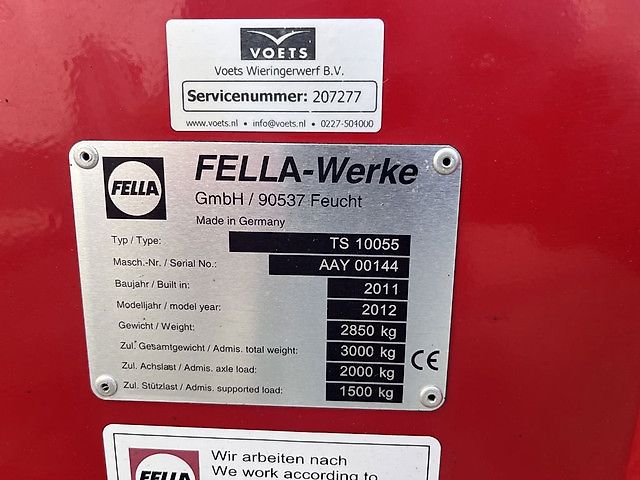 VOETS
Voets Wieringerwerf B.V.
Servicenummer: 207277
www.voets.nl • info@voets.nl • 0227-504000
FELLA
FELLA-Werke
GmbH / 90537 Feucht
Made in Germany
Typ / Type: TS 10055
Masch.-Nr. / Serial No.: AAY 00144
Baujahr / Built in: 2011
Modelljahr / model year: 2012
Gewicht / Weight: 2850 kg
Zul. Gesamtgewicht / Admis. total weight: 3000 kg
Zul. Achslast / Admis. axle load: 2000 kg
Zul. Stützlast / Admis. supported load: 1500 kg
CE
FELLA
Wir arbeiten nach
We work according to